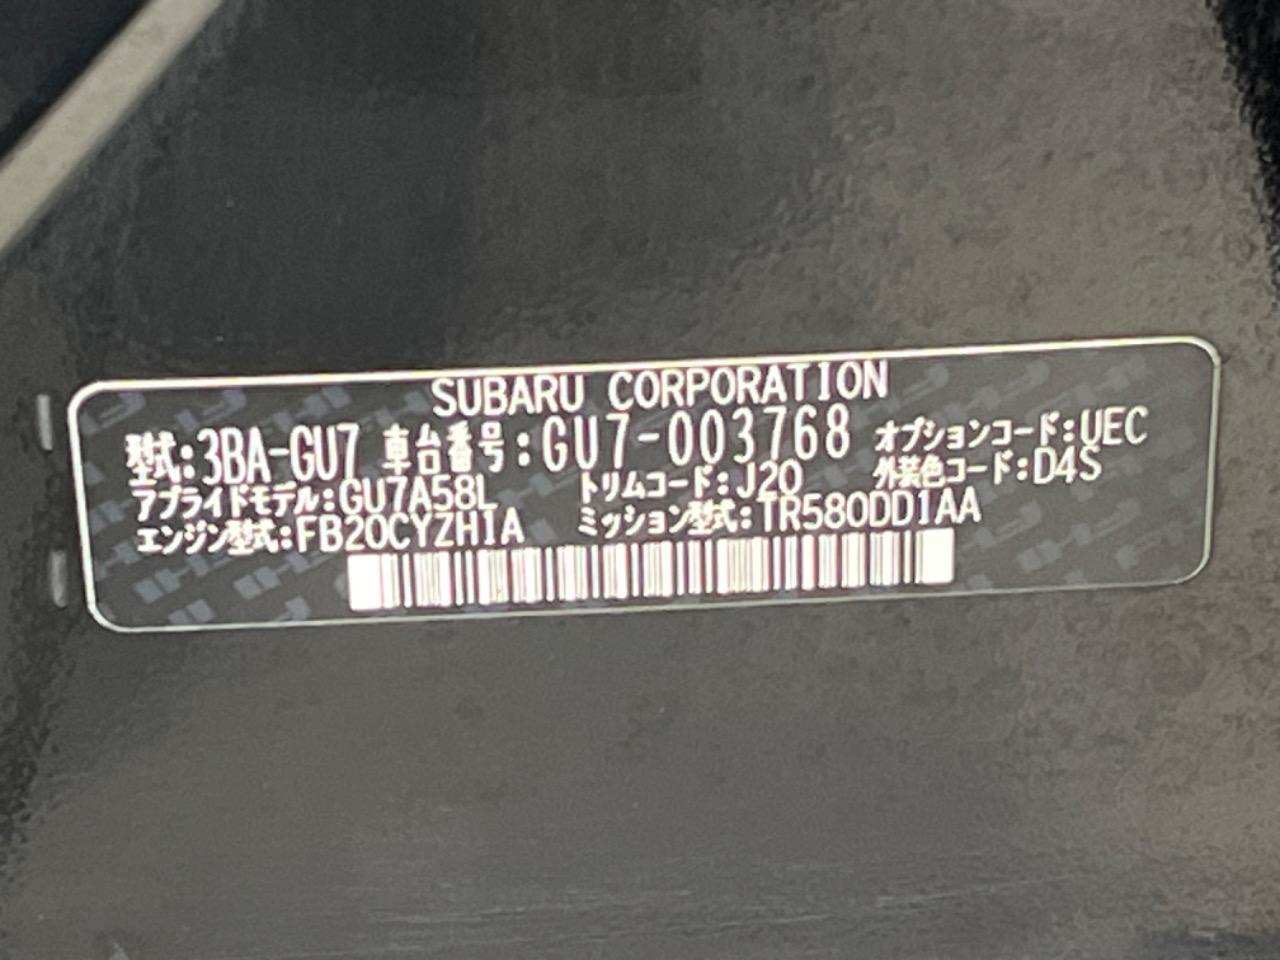 SUBARU CORPORATION
型式:3BA-GU7 車台番号:GU7-003768 オプションコード:UEC
アプライドモデル:GU7A58L トリムコード:J20 外装色コード:D4S
エンジン型式:FB20CYZH1A ミッション型式:TR580DD1AA